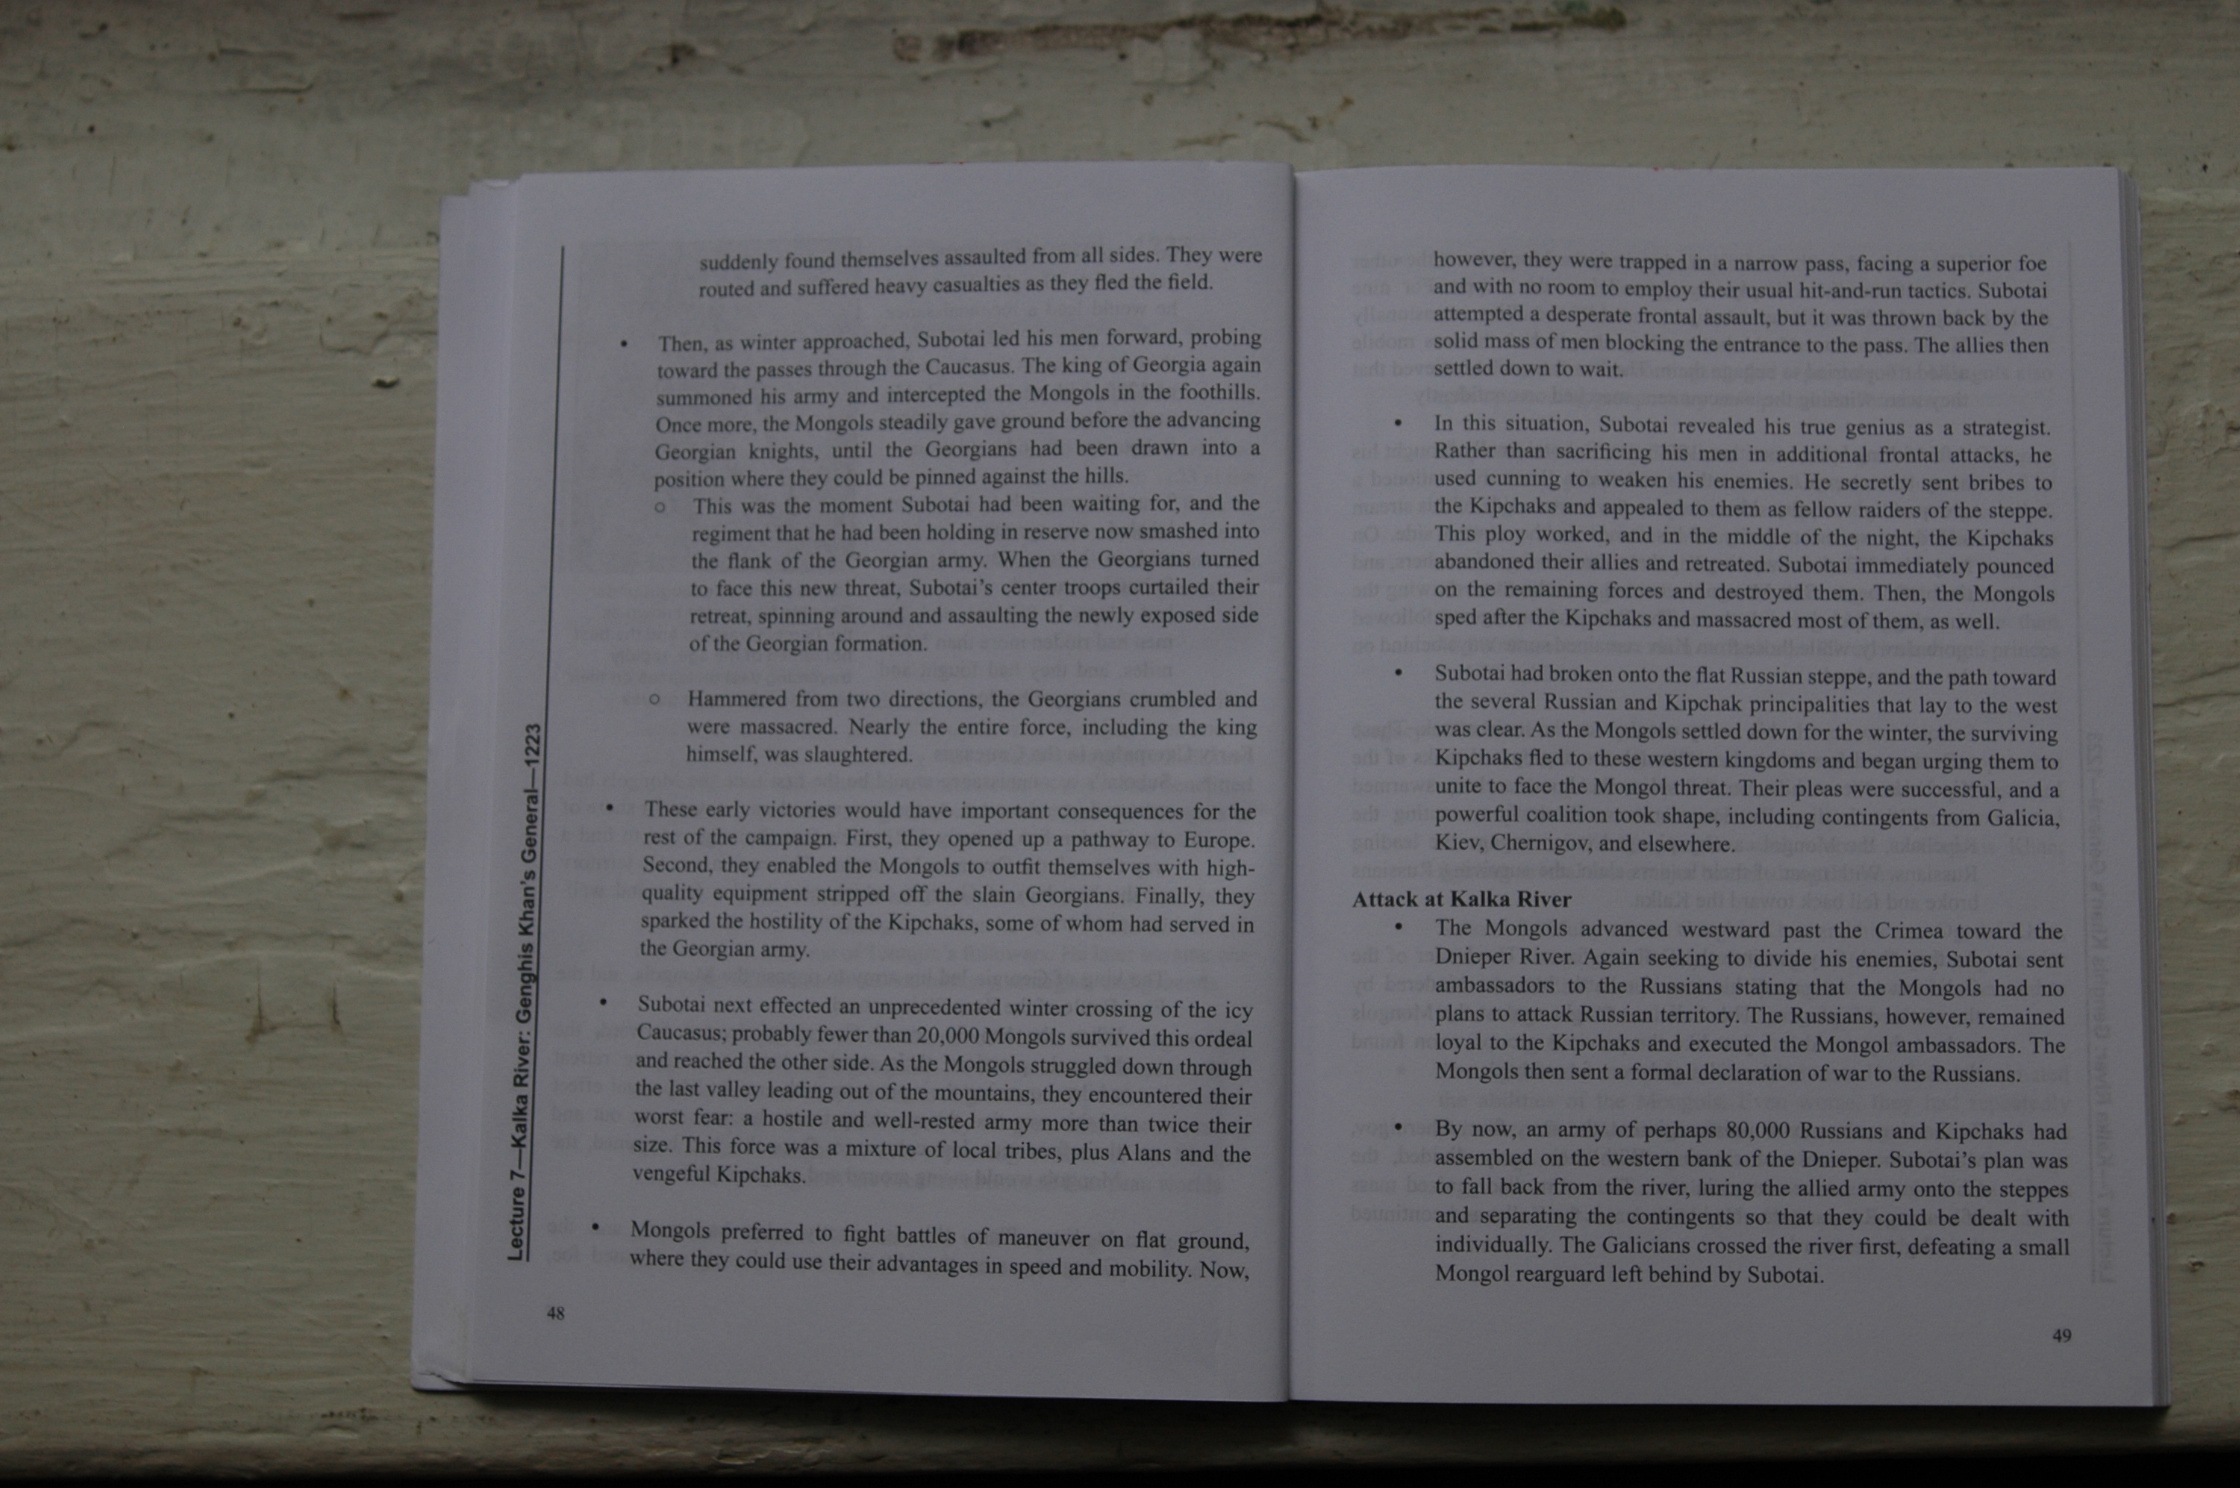 Lecture 7—Kalka River: Genghis Khan's General—1223
suddenly found themselves assaulted from all sides. They were
routed and suffered heavy casualties as they fled the field.
• Then, as winter approached, Subotai led his men forward, probing
toward the passes through the Caucasus. The king of Georgia again
summoned his army and intercepted the Mongols in the foothills.
Once more, the Mongols steadily gave ground before the advancing
Georgian knights, until the Georgians had been drawn into a
position where they could be pinned against the hills.
○ This was the moment Subotai had been waiting for, and the
regiment that he had been holding in reserve now smashed into
the flank of the Georgian army. When the Georgians turned
to face this new threat, Subotai's center troops curtailed their
retreat, spinning around and assaulting the newly exposed side
of the Georgian formation.
○ Hammered from two directions, the Georgians crumbled and
were massacred. Nearly the entire force, including the king
himself, was slaughtered.
• These early victories would have important consequences for the
rest of the campaign. First, they opened up a pathway to Europe.
Second, they enabled the Mongols to outfit themselves with high-
quality equipment stripped off the slain Georgians. Finally, they
sparked the hostility of the Kipchaks, some of whom had served in
the Georgian army.
• Subotai next effected an unprecedented winter crossing of the icy
Caucasus; probably fewer than 20,000 Mongols survived this ordeal
and reached the other side. As the Mongols struggled down through
the last valley leading out of the mountains, they encountered their
worst fear: a hostile and well-rested army more than twice their
size. This force was a mixture of local tribes, plus Alans and the
vengeful Kipchaks.
• Mongols preferred to fight battles of maneuver on flat ground,
where they could use their advantages in speed and mobility. Now,
48
however, they were trapped in a narrow pass, facing a superior foe
and with no room to employ their usual hit-and-run tactics. Subotai
attempted a desperate frontal assault, but it was thrown back by the
solid mass of men blocking the entrance to the pass. The allies then
settled down to wait.
• In this situation, Subotai revealed his true genius as a strategist.
Rather than sacrificing his men in additional frontal attacks, he
used cunning to weaken his enemies. He secretly sent bribes to
the Kipchaks and appealed to them as fellow raiders of the steppe.
This ploy worked, and in the middle of the night, the Kipchaks
abandoned their allies and retreated. Subotai immediately pounced
on the remaining forces and destroyed them. Then, the Mongols
sped after the Kipchaks and massacred most of them, as well.
• Subotai had broken onto the flat Russian steppe, and the path toward
the several Russian and Kipchak principalities that lay to the west
was clear. As the Mongols settled down for the winter, the surviving
Kipchaks fled to these western kingdoms and began urging them to
unite to face the Mongol threat. Their pleas were successful, and a
powerful coalition took shape, including contingents from Galicia,
Kiev, Chernigov, and elsewhere.
Attack at Kalka River
• The Mongols advanced westward past the Crimea toward the
Dnieper River. Again seeking to divide his enemies, Subotai sent
ambassadors to the Russians stating that the Mongols had no
plans to attack Russian territory. The Russians, however, remained
loyal to the Kipchaks and executed the Mongol ambassadors. The
Mongols then sent a formal declaration of war to the Russians.
• By now, an army of perhaps 80,000 Russians and Kipchaks had
assembled on the western bank of the Dnieper. Subotai's plan was
to fall back from the river, luring the allied army onto the steppes
and separating the contingents so that they could be dealt with
individually. The Galicians crossed the river first, defeating a small
Mongol rearguard left behind by Subotai.
49